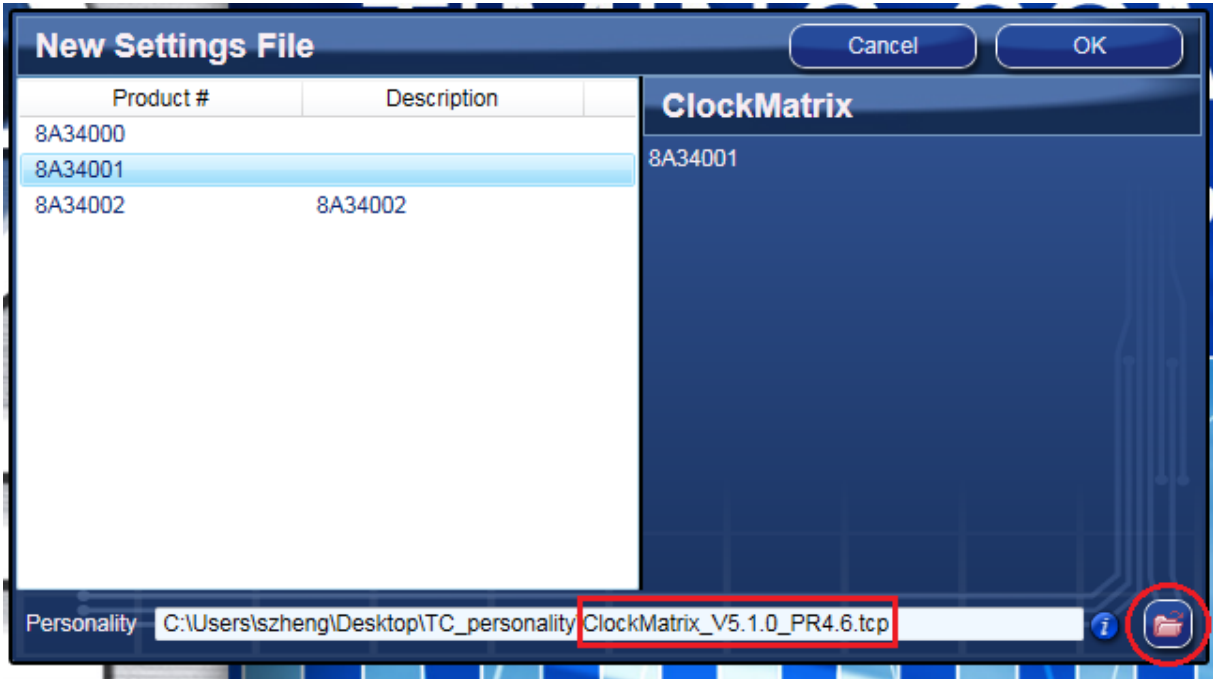 New Settings File
Cancel
OK
Product #
Description
8A34000
8A34001
8A34002
8A34002
ClockMatrix
8A34001
Personality
C:\Users\szheng\Desktop\TC_personality\ClockMatrix_V5.1.0_PR4.6.tcp
i